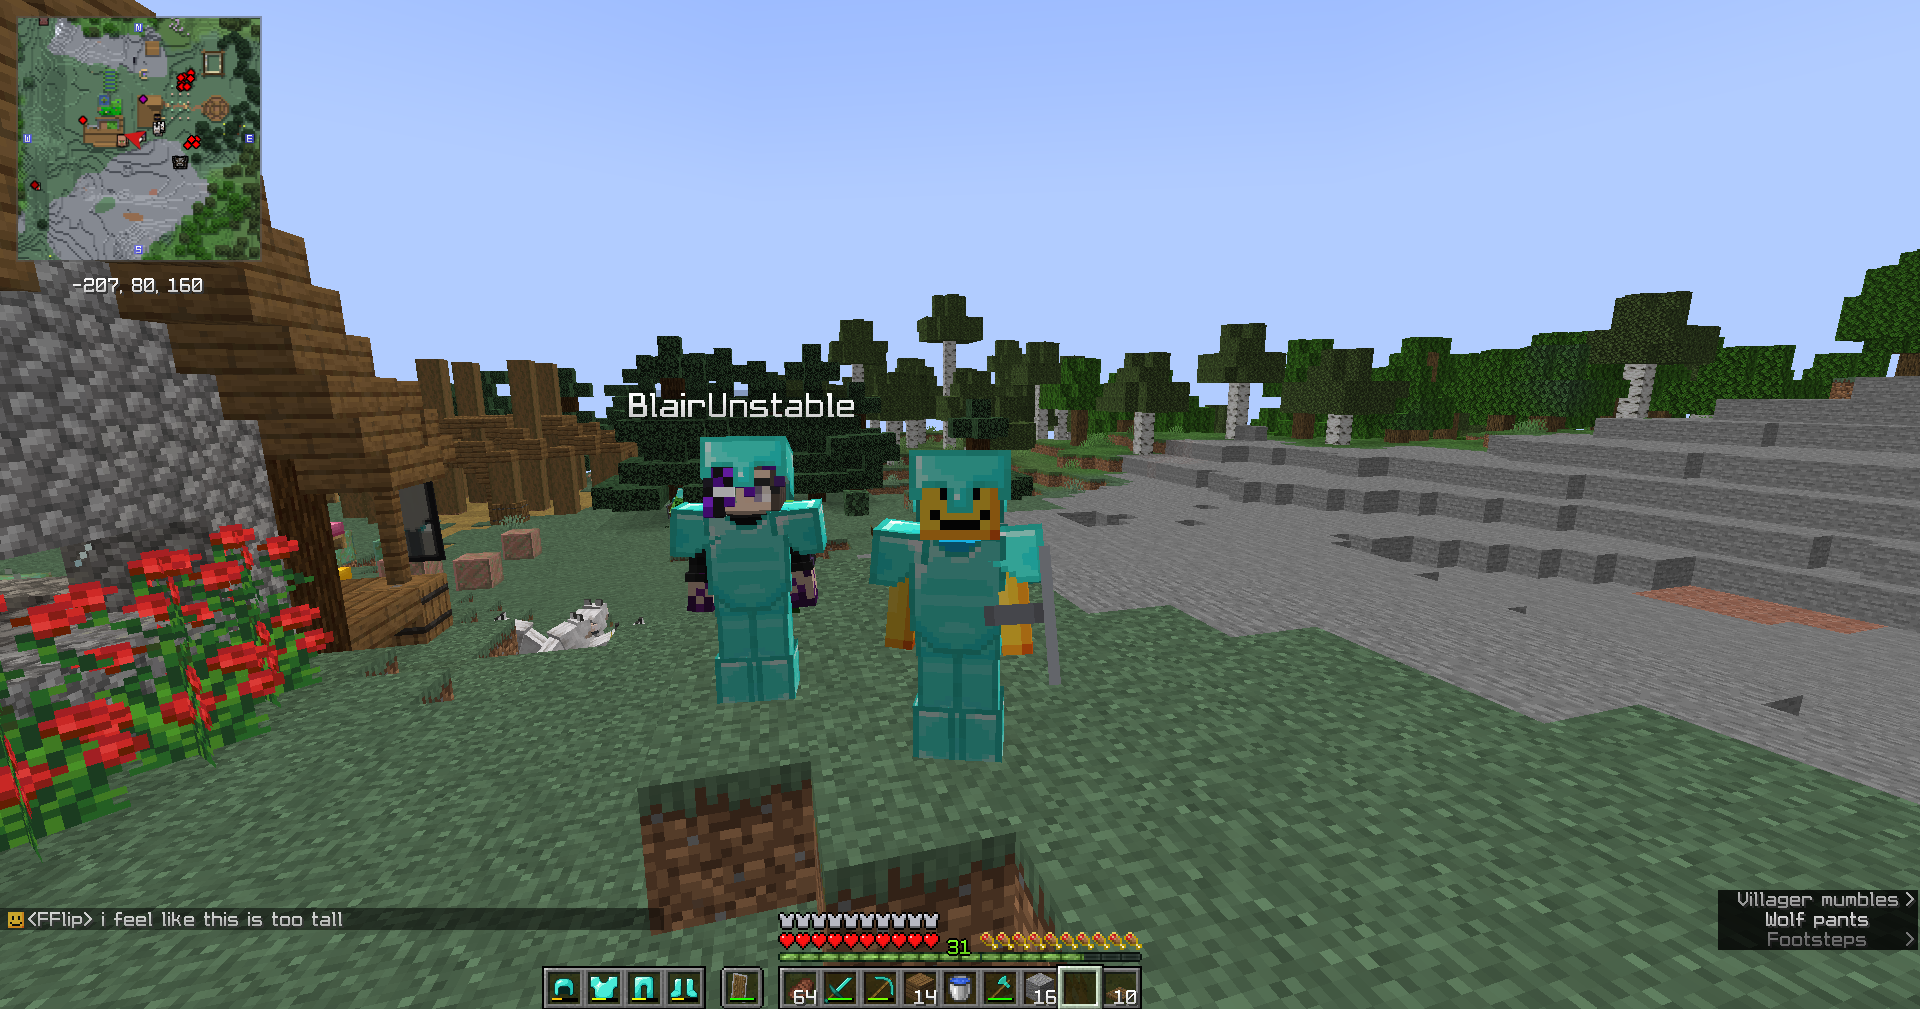 N
W
E
S
-207, 80, 160
BlairUnstable
<FFlip> i feel like this is too tall
Villager mumbles >
Wolf pants
Footsteps >
31
64
14
16
10